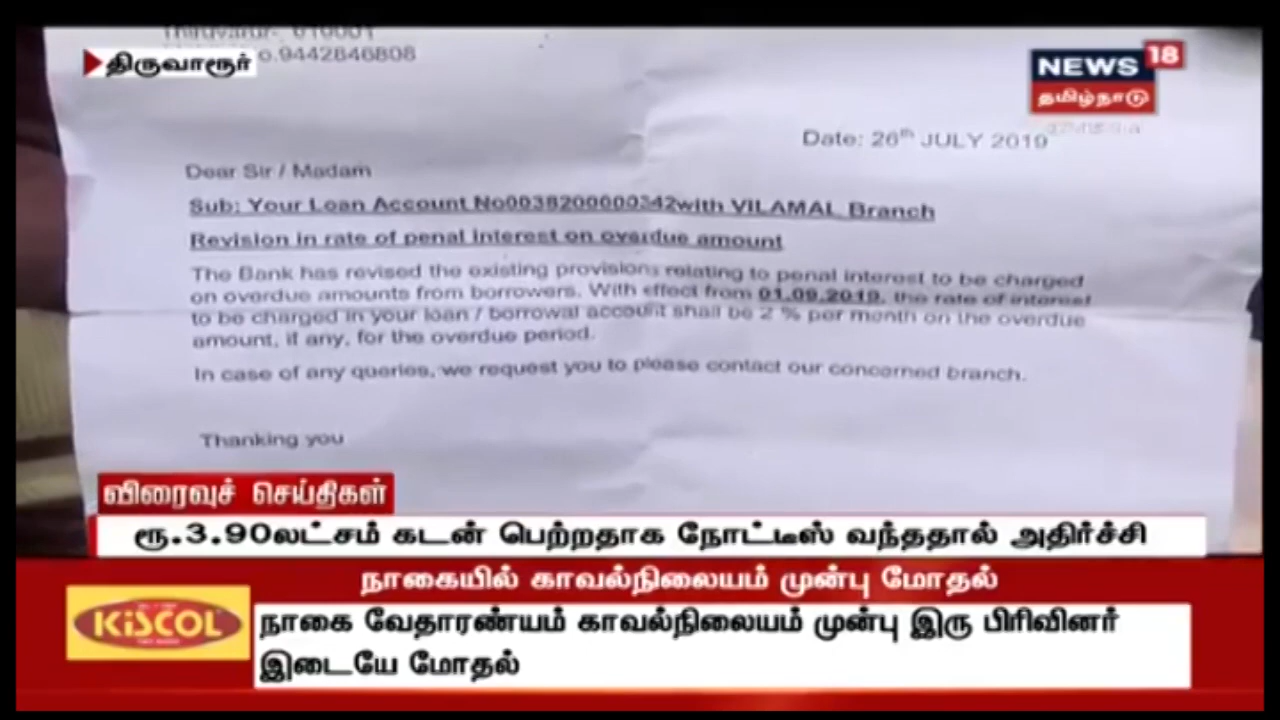 Thiruvarur- 610001
o.9442846808
திருவாரூர்
NEWS 18
தமிழ்நாடு
Date: 26th JULY 2019
Dear Sir / Madam
Sub: Your Loan Account No0038200000342with VILAMAL Branch
Revision in rate of penal interest on overdue amount
The Bank has revised the existing provisions relating to penal interest to be charged
on overdue amounts from borrowers. With effect from 01.09.2019, the rate of interest
to be charged in your loan / borrowal account shall be 2 % per month on the overdue
amount, if any, for the overdue period.
In case of any queries, we request you to please contact our concerned branch.
Thanking you
விரைவுச் செய்திகள்
ரூ.3.90லட்சம் கடன் பெற்றதாக நோட்டீஸ் வந்ததால் அதிர்ச்சி
நாகையில் காவல்நிலையம் முன்பு மோதல்
KiSCOL
நாகை வேதாரண்யம் காவல்நிலையம் முன்பு இரு பிரிவினர்
இடையே மோதல்